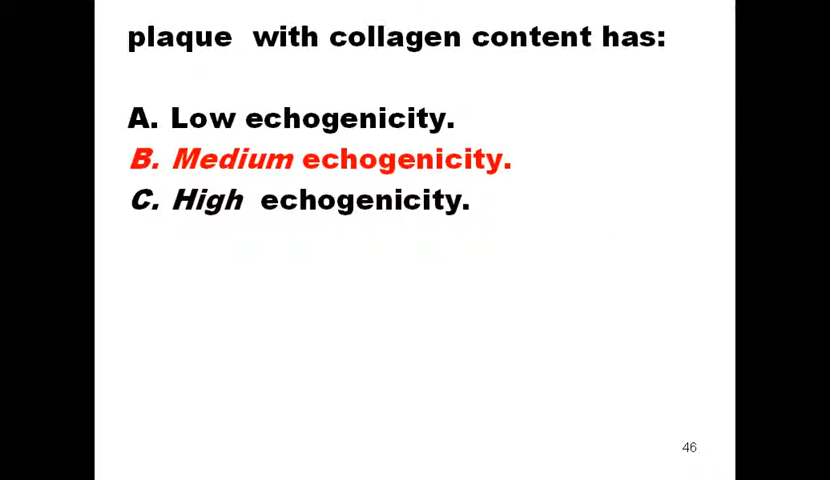 plaque with collagen content has:
A. Low echogenicity.
B. Medium echogenicity.
C. High echogenicity.
46